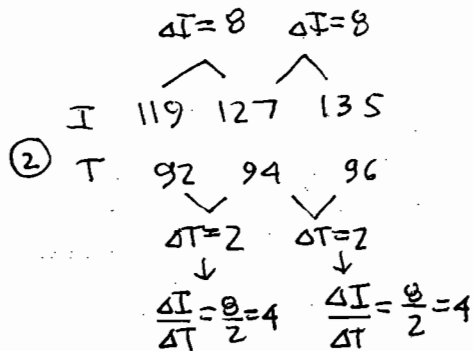 ΔI = 8 ΔI = 8
I 119 127 135
②
T 92 94 96
ΔT = 2 ΔT = 2
↓ ↓
ΔI/ΔT = 8/2 = 4 ΔI/ΔT = 8/2 = 4